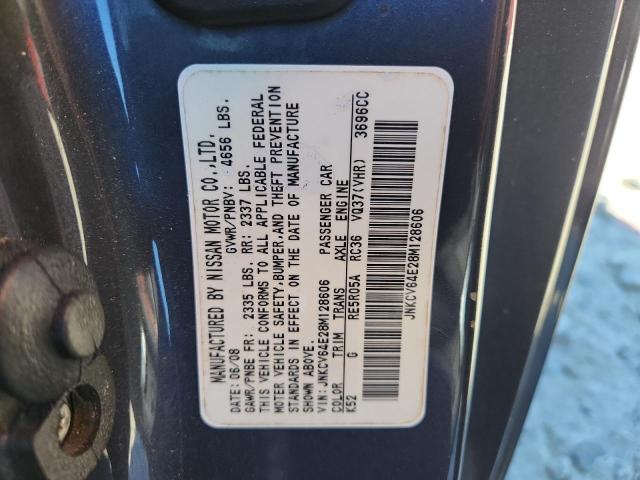 MANUFACTURED BY NISSAN MOTOR CO.,LTD.
DATE: 06/08 GVWR/PNBV: 4656 LBS.
GAWR/PNBE FR: 2335 LBS. RR: 2337 LBS.
THIS VEHICLE CONFORMS TO ALL APPLICABLE FEDERAL
MOTOR VEHICLE SAFETY,BUMPER,AND THEFT PREVENTION
STANDARDS IN EFFECT ON THE DATE OF MANUFACTURE
SHOWN ABOVE.
VIN: JNKCV64E28M128606 PASSENGER CAR
COLOR TRIM TRANS AXLE ENGINE
K52 G RE5R05A RC36 VQ37(VHR) 3696CC
JNKCV64E28M128606